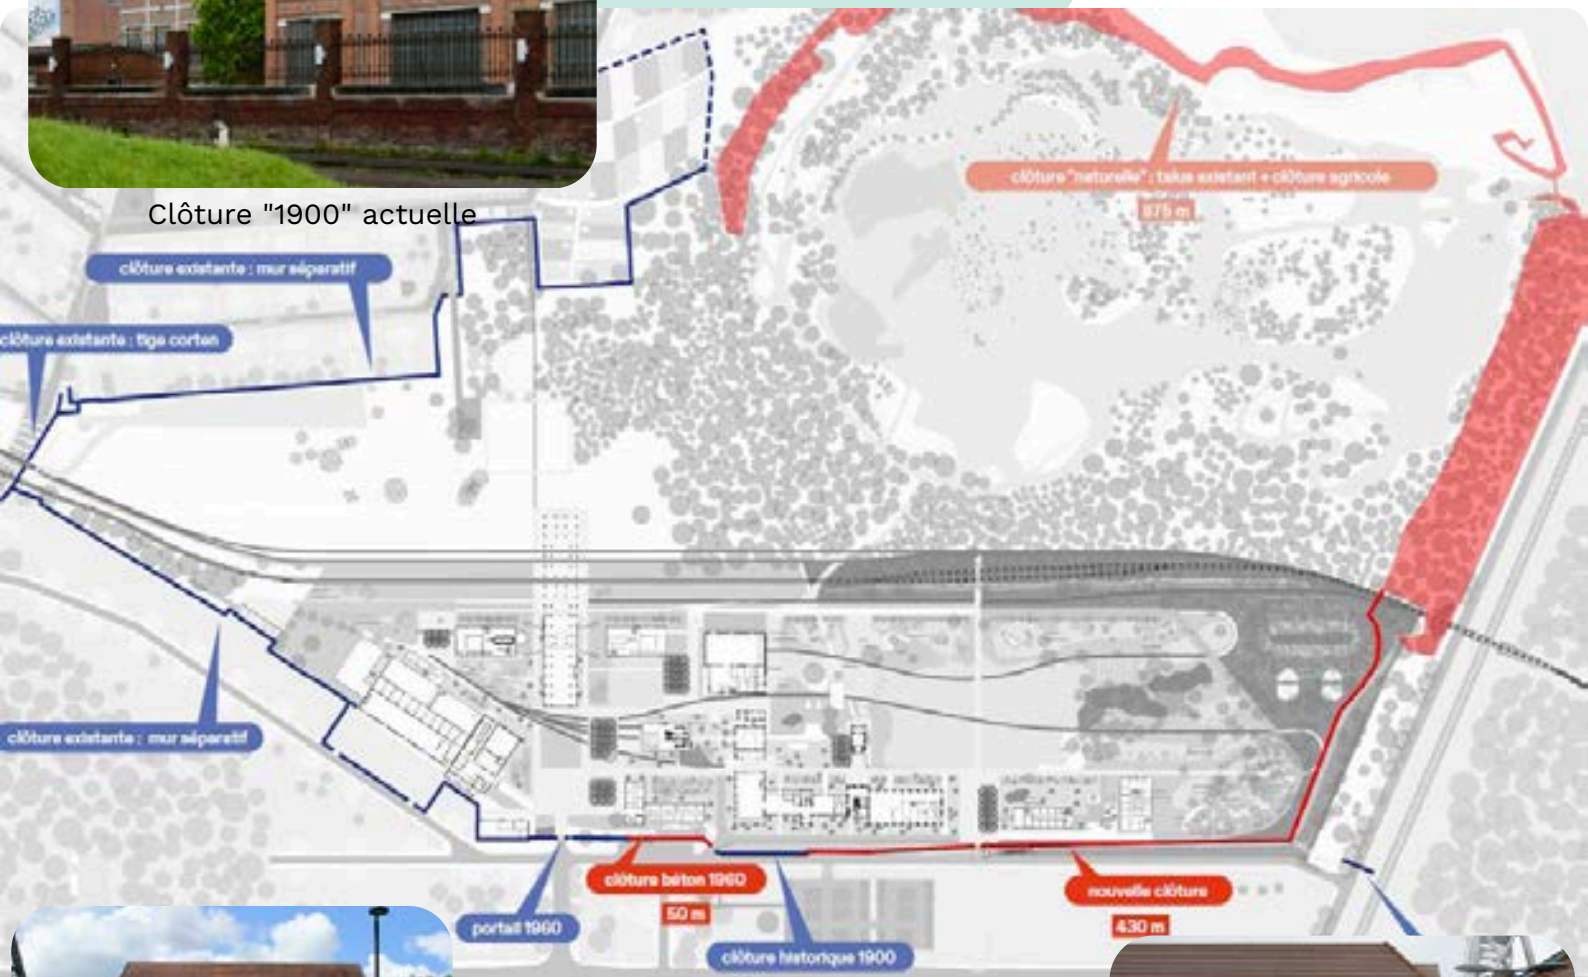 Clôture "1900" actuelle
clôture "naturelle" : talus existant + clôture agricole
875 m
clôture existante : mur séparatif
clôture existante : tige corten
clôture existante : mur séparatif
clôture béton 1960
50 m
nouvelle clôture
430 m
portail 1960
clôture historique 1900